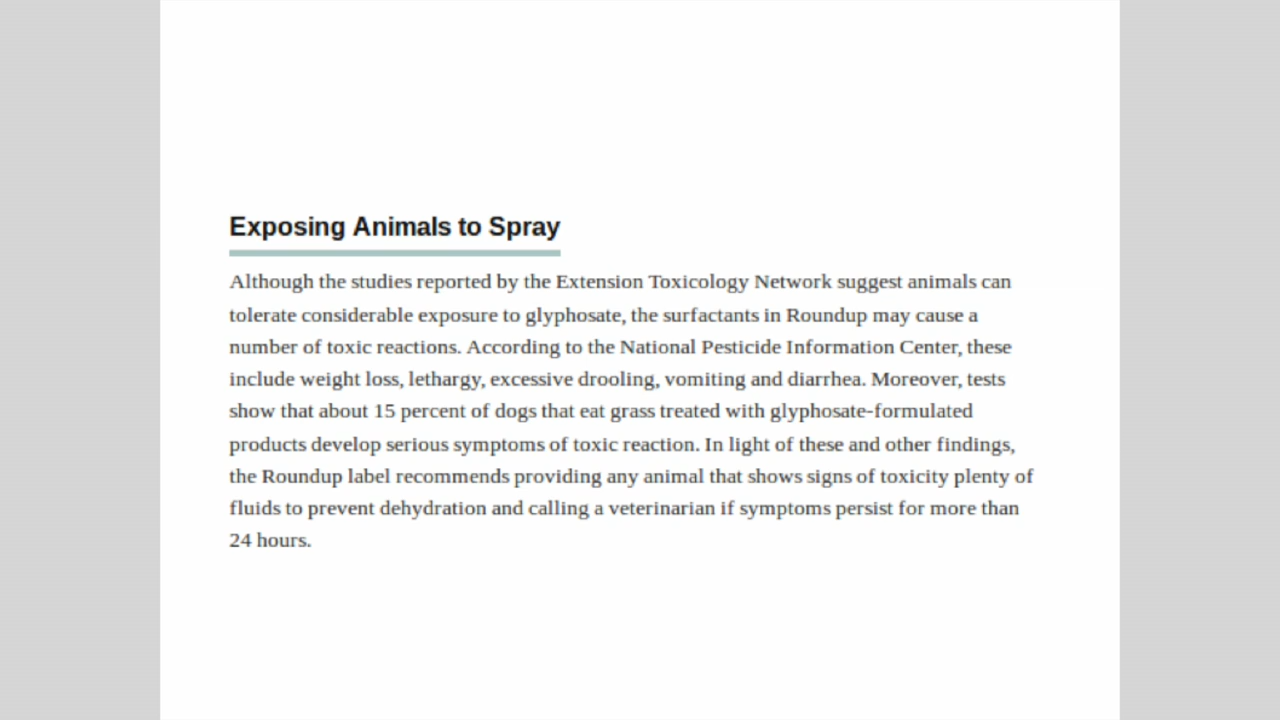 Exposing Animals to Spray
Although the studies reported by the Extension Toxicology Network suggest animals can
tolerate considerable exposure to glyphosate, the surfactants in Roundup may cause a
number of toxic reactions. According to the National Pesticide Information Center, these
include weight loss, lethargy, excessive drooling, vomiting and diarrhea. Moreover, tests
show that about 15 percent of dogs that eat grass treated with glyphosate-formulated
products develop serious symptoms of toxic reaction. In light of these and other findings,
the Roundup label recommends providing any animal that shows signs of toxicity plenty of
fluids to prevent dehydration and calling a veterinarian if symptoms persist for more than
24 hours.